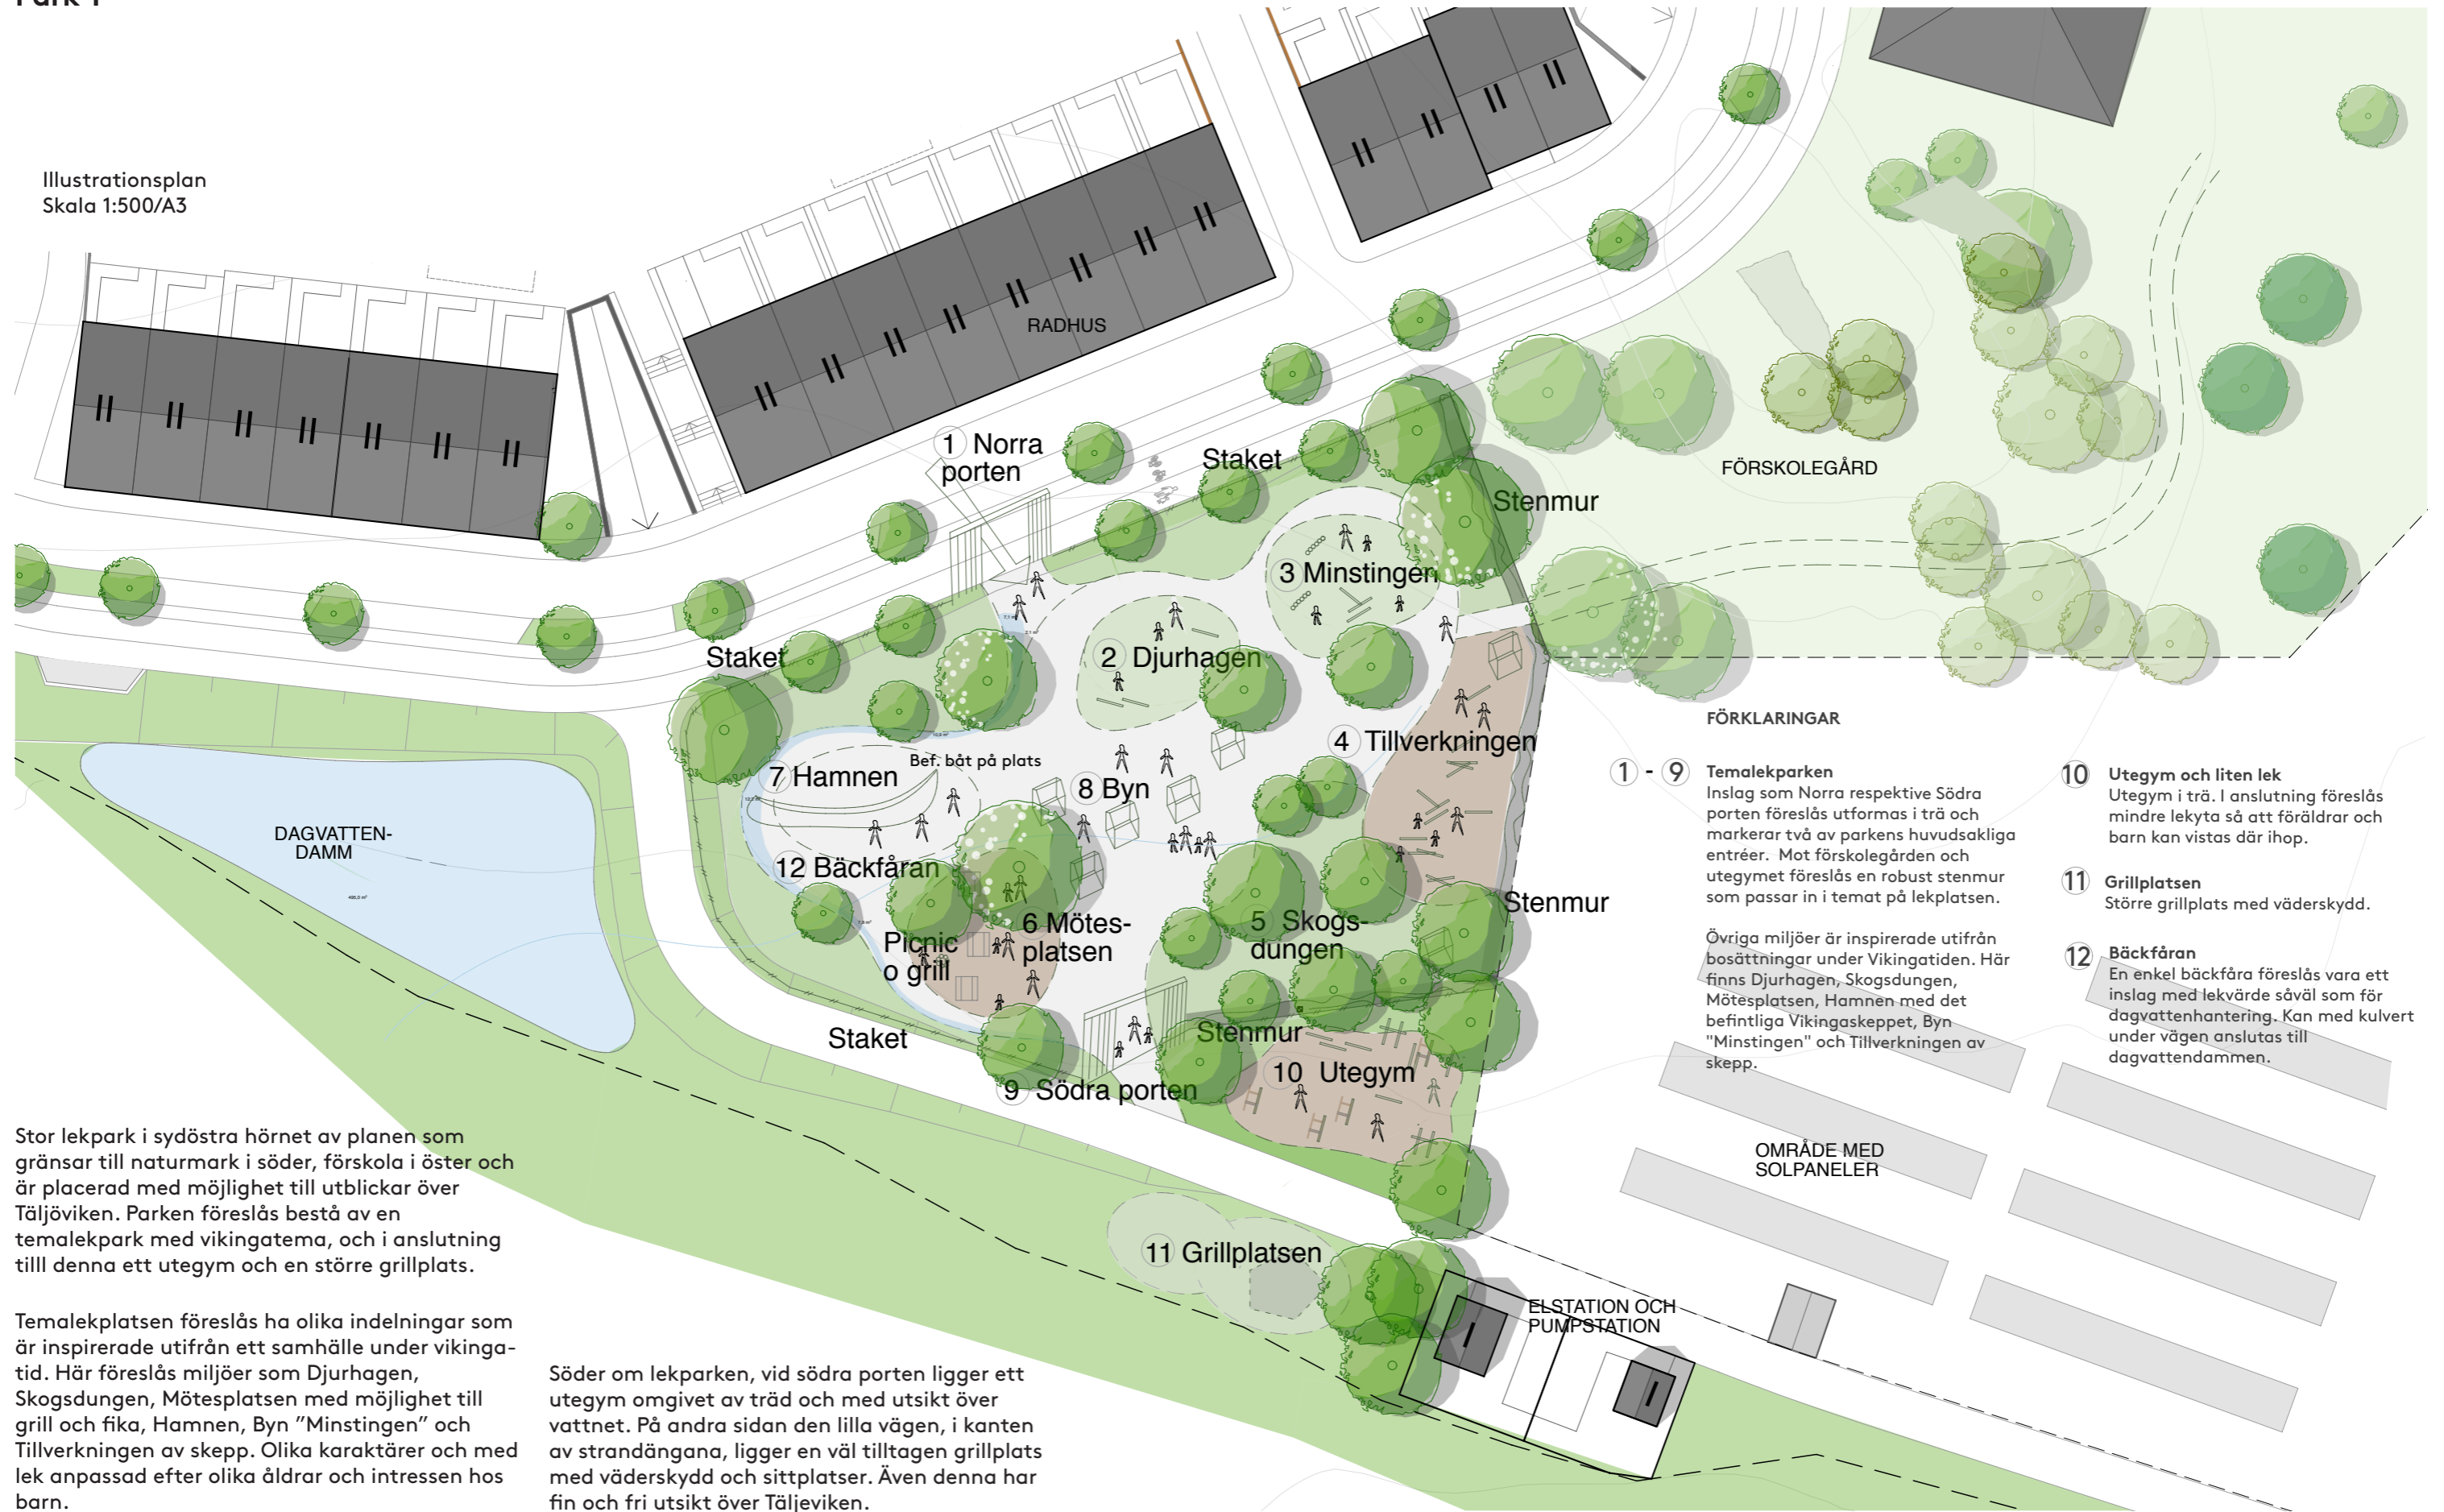 Illustrationsplan
Skala 1:500/A3
RADHUS
1 Norra
porten
Staket
Stenmur
FÖRSKOLEGÅRD
3 Minstingen
2 Djurhagen
Staket
4 Tillverkningen
7 Hamnen
Bef. båt på plats
8 Byn
DAGVATTEN-
DAMM
12 Bäckfåran
Picnic
o grill
6 Mötes-
platsen
5 Skogs-
dungen
Stenmur
Staket
Stenmur
9 Södra porten
10 Utegym
11 Grillplatsen
OMRÅDE MED
SOLPANELER
ELSTATION OCH
PUMPSTATION
FÖRKLARINGAR
1 - 9 Temalekparken
Inslag som Norra respektive Södra
porten föreslås utformas i trä och
markerar två av parkens huvudsakliga
entréer. Mot förskolegården och
utegymet föreslås en robust stenmur
som passar in i temat på lekplatsen.
Övriga miljöer är inspirerade utifrån
bosättningar under Vikingatiden. Här
finns Djurhagen, Skogsdungen,
Mötesplatsen, Hamnen med det
befintliga Vikingaskeppet, Byn
"Minstingen" och Tillverkningen av
skepp.
10 Utegym och liten lek
Utegym i trä. I anslutning föreslås
mindre lekyta så att föräldrar och
barn kan vistas där ihop.
11 Grillplatsen
Större grillplats med väderskydd.
12 Bäckfåran
En enkel bäckfåra föreslås vara ett
inslag med lekvärde såväl som för
dagvattenhantering. Kan med kulvert
under vägen anslutas till
dagvattendammen.
Stor lekpark i sydöstra hörnet av planen som
gränsar till naturmark i söder, förskola i öster och
är placerad med möjlighet till utblickar över
Täljöviken. Parken föreslås bestå av en
temalekpark med vikingatema, och i anslutning
tilll denna ett utegym och en större grillplats.
Temalekplatsen föreslås ha olika indelningar som
är inspirerade utifrån ett samhälle under vikinga-
tid. Här föreslås miljöer som Djurhagen,
Skogsdungen, Mötesplatsen med möjlighet till
grill och fika, Hamnen, Byn ”Minstingen” och
Tillverkningen av skepp. Olika karaktärer och med
lek anpassad efter olika åldrar och intressen hos
barn.
Söder om lekparken, vid södra porten ligger ett
utegym omgivet av träd och med utsikt över
vattnet. På andra sidan den lilla vägen, i kanten
av strandängana, ligger en väl tilltagen grillplats
med väderskydd och sittplatser. Även denna har
fin och fri utsikt över Täljeviken.